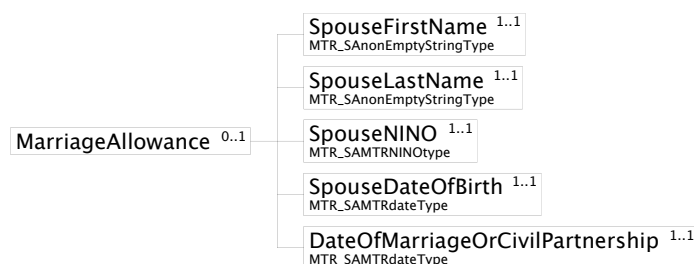 SpouseFirstName 1..1
MTR_SAnonEmptyStringType
SpouseLastName 1..1
MTR_SAnonEmptyStringType
MarriageAllowance 0..1
SpouseNINO 1..1
MTR_SAMTRNINOtype
SpouseDateOfBirth 1..1
MTR_SAMTRdateType
DateOfMarriageOrCivilPartnership 1..1
MTR_SAMTRdateType